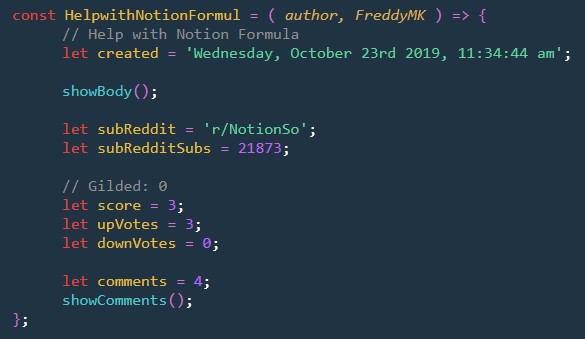 const HelpwithNotionFormul = ( author, FreddyMK ) => {
// Help with Notion Formula
let created = 'Wednesday, October 23rd 2019, 11:34:44 am';
showBody();
let subReddit = 'r/NotionSo';
let subRedditSubs = 21873;
// Gilded: 0
let score = 3;
let upVotes = 3;
let downVotes = 0;
let comments = 4;
showComments();
};